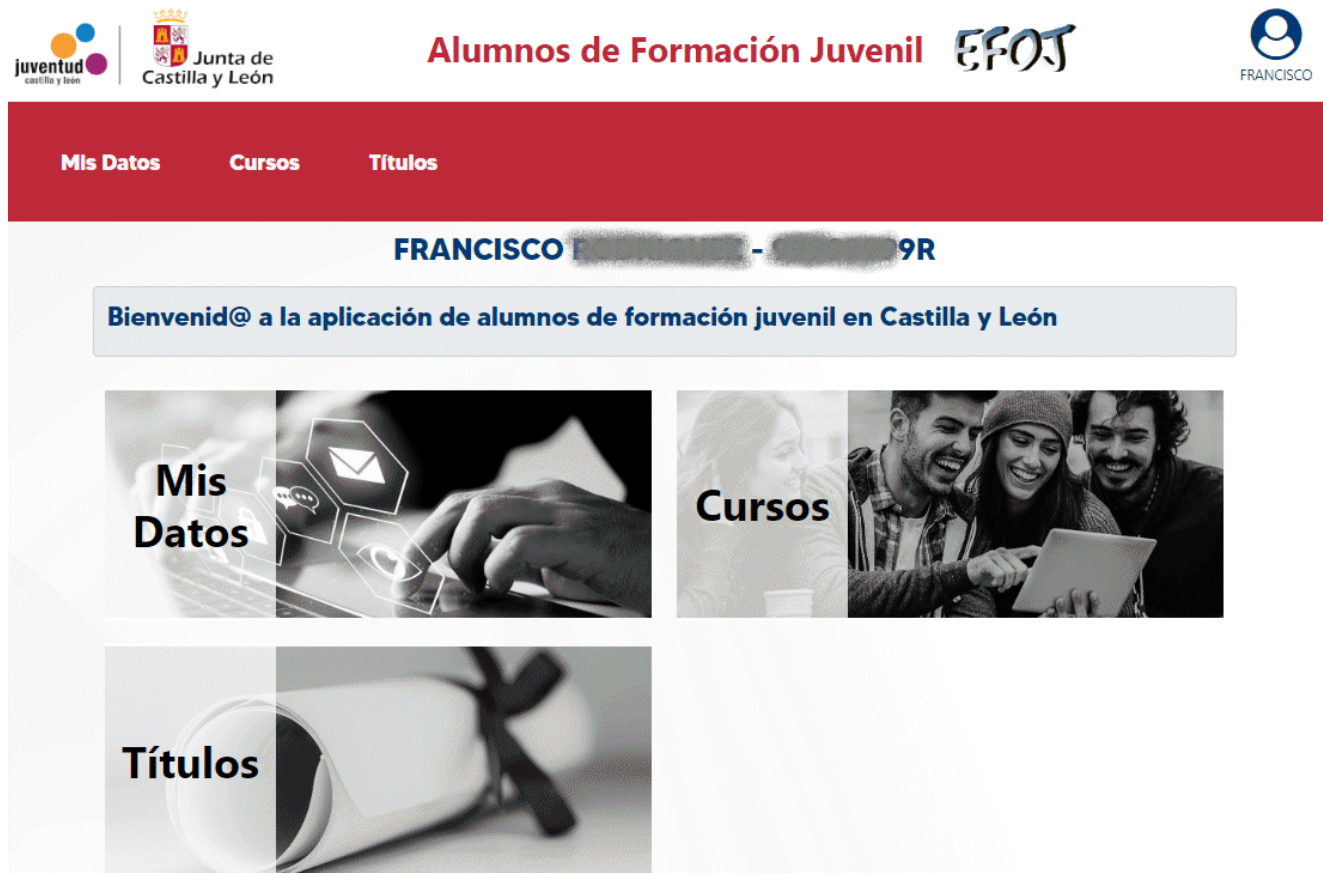 juventud
castilla y león
Junta de
Castilla y León
Alumnos de Formación Juvenil EFOJ
FRANCISCO
Mis Datos Cursos Títulos
FRANCISCO - 9R
Bienvenid@ a la aplicación de alumnos de formación juvenil en Castilla y León
Mis
Datos
Cursos
Títulos